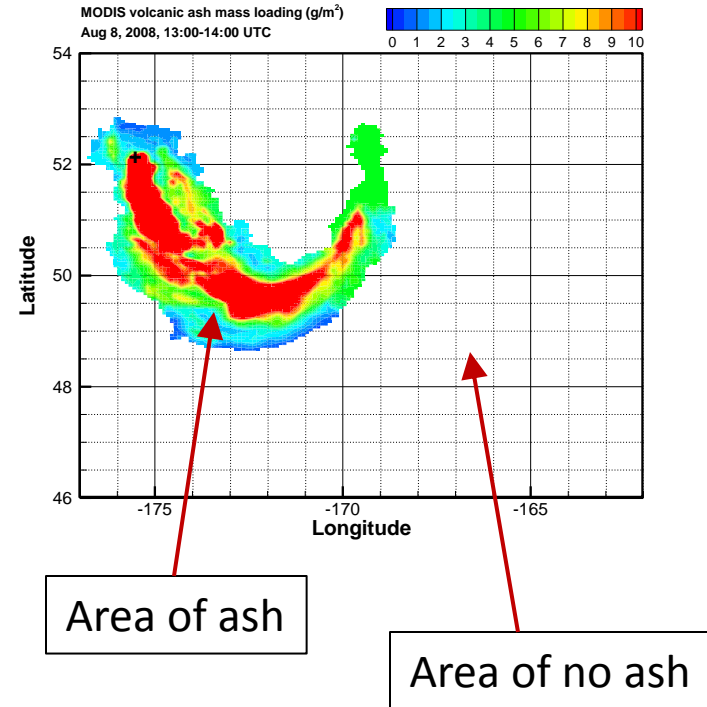 MODIS volcanic ash mass loading (g/m²)
Aug 8, 2008, 13:00-14:00 UTC
0 1 2 3 4 5 6 7 8 9 10
54
52
50
48
46
Latitude
-175 -170 -165
Longitude
Area of ash
Area of no ash